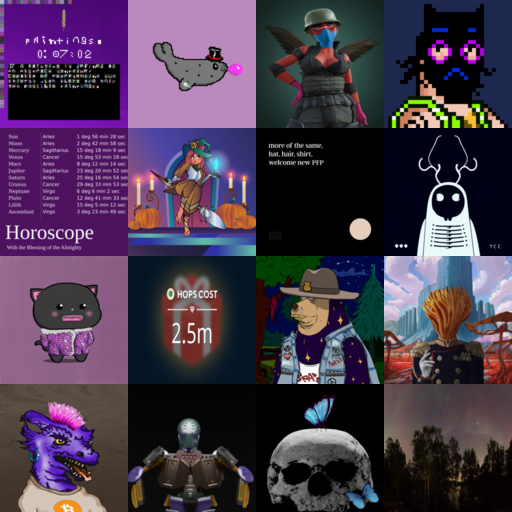 Paintings.
0: 07: 02
Sun Aries 1 deg 56 min 28 sec
Moon Aries 2 deg 42 min 58 sec
Mercury Sagittarius 15 deg 18 min 9 sec
Venus Cancer 15 deg 53 min 28 sec
Mars Aries 8 deg 12 min 14 sec
Jupiter Sagittarius 23 deg 20 min 52 sec
Saturn Aries 25 deg 16 min 54 sec
Uranus Cancer 29 deg 33 min 53 sec
Neptune Virgo 6 deg 6 min 2 sec
Pluto Cancer 12 deg 41 min 33 sec
Lilith Virgo 15 deg 5 min 12 sec
Ascendant Virgo 3 deg 23 min 49 sec
Horoscope
With the Blessing of the Almighty
more of the same,
hat, hair, shirt,
welcome new PFP
YCC
HOPS COST
2.5m